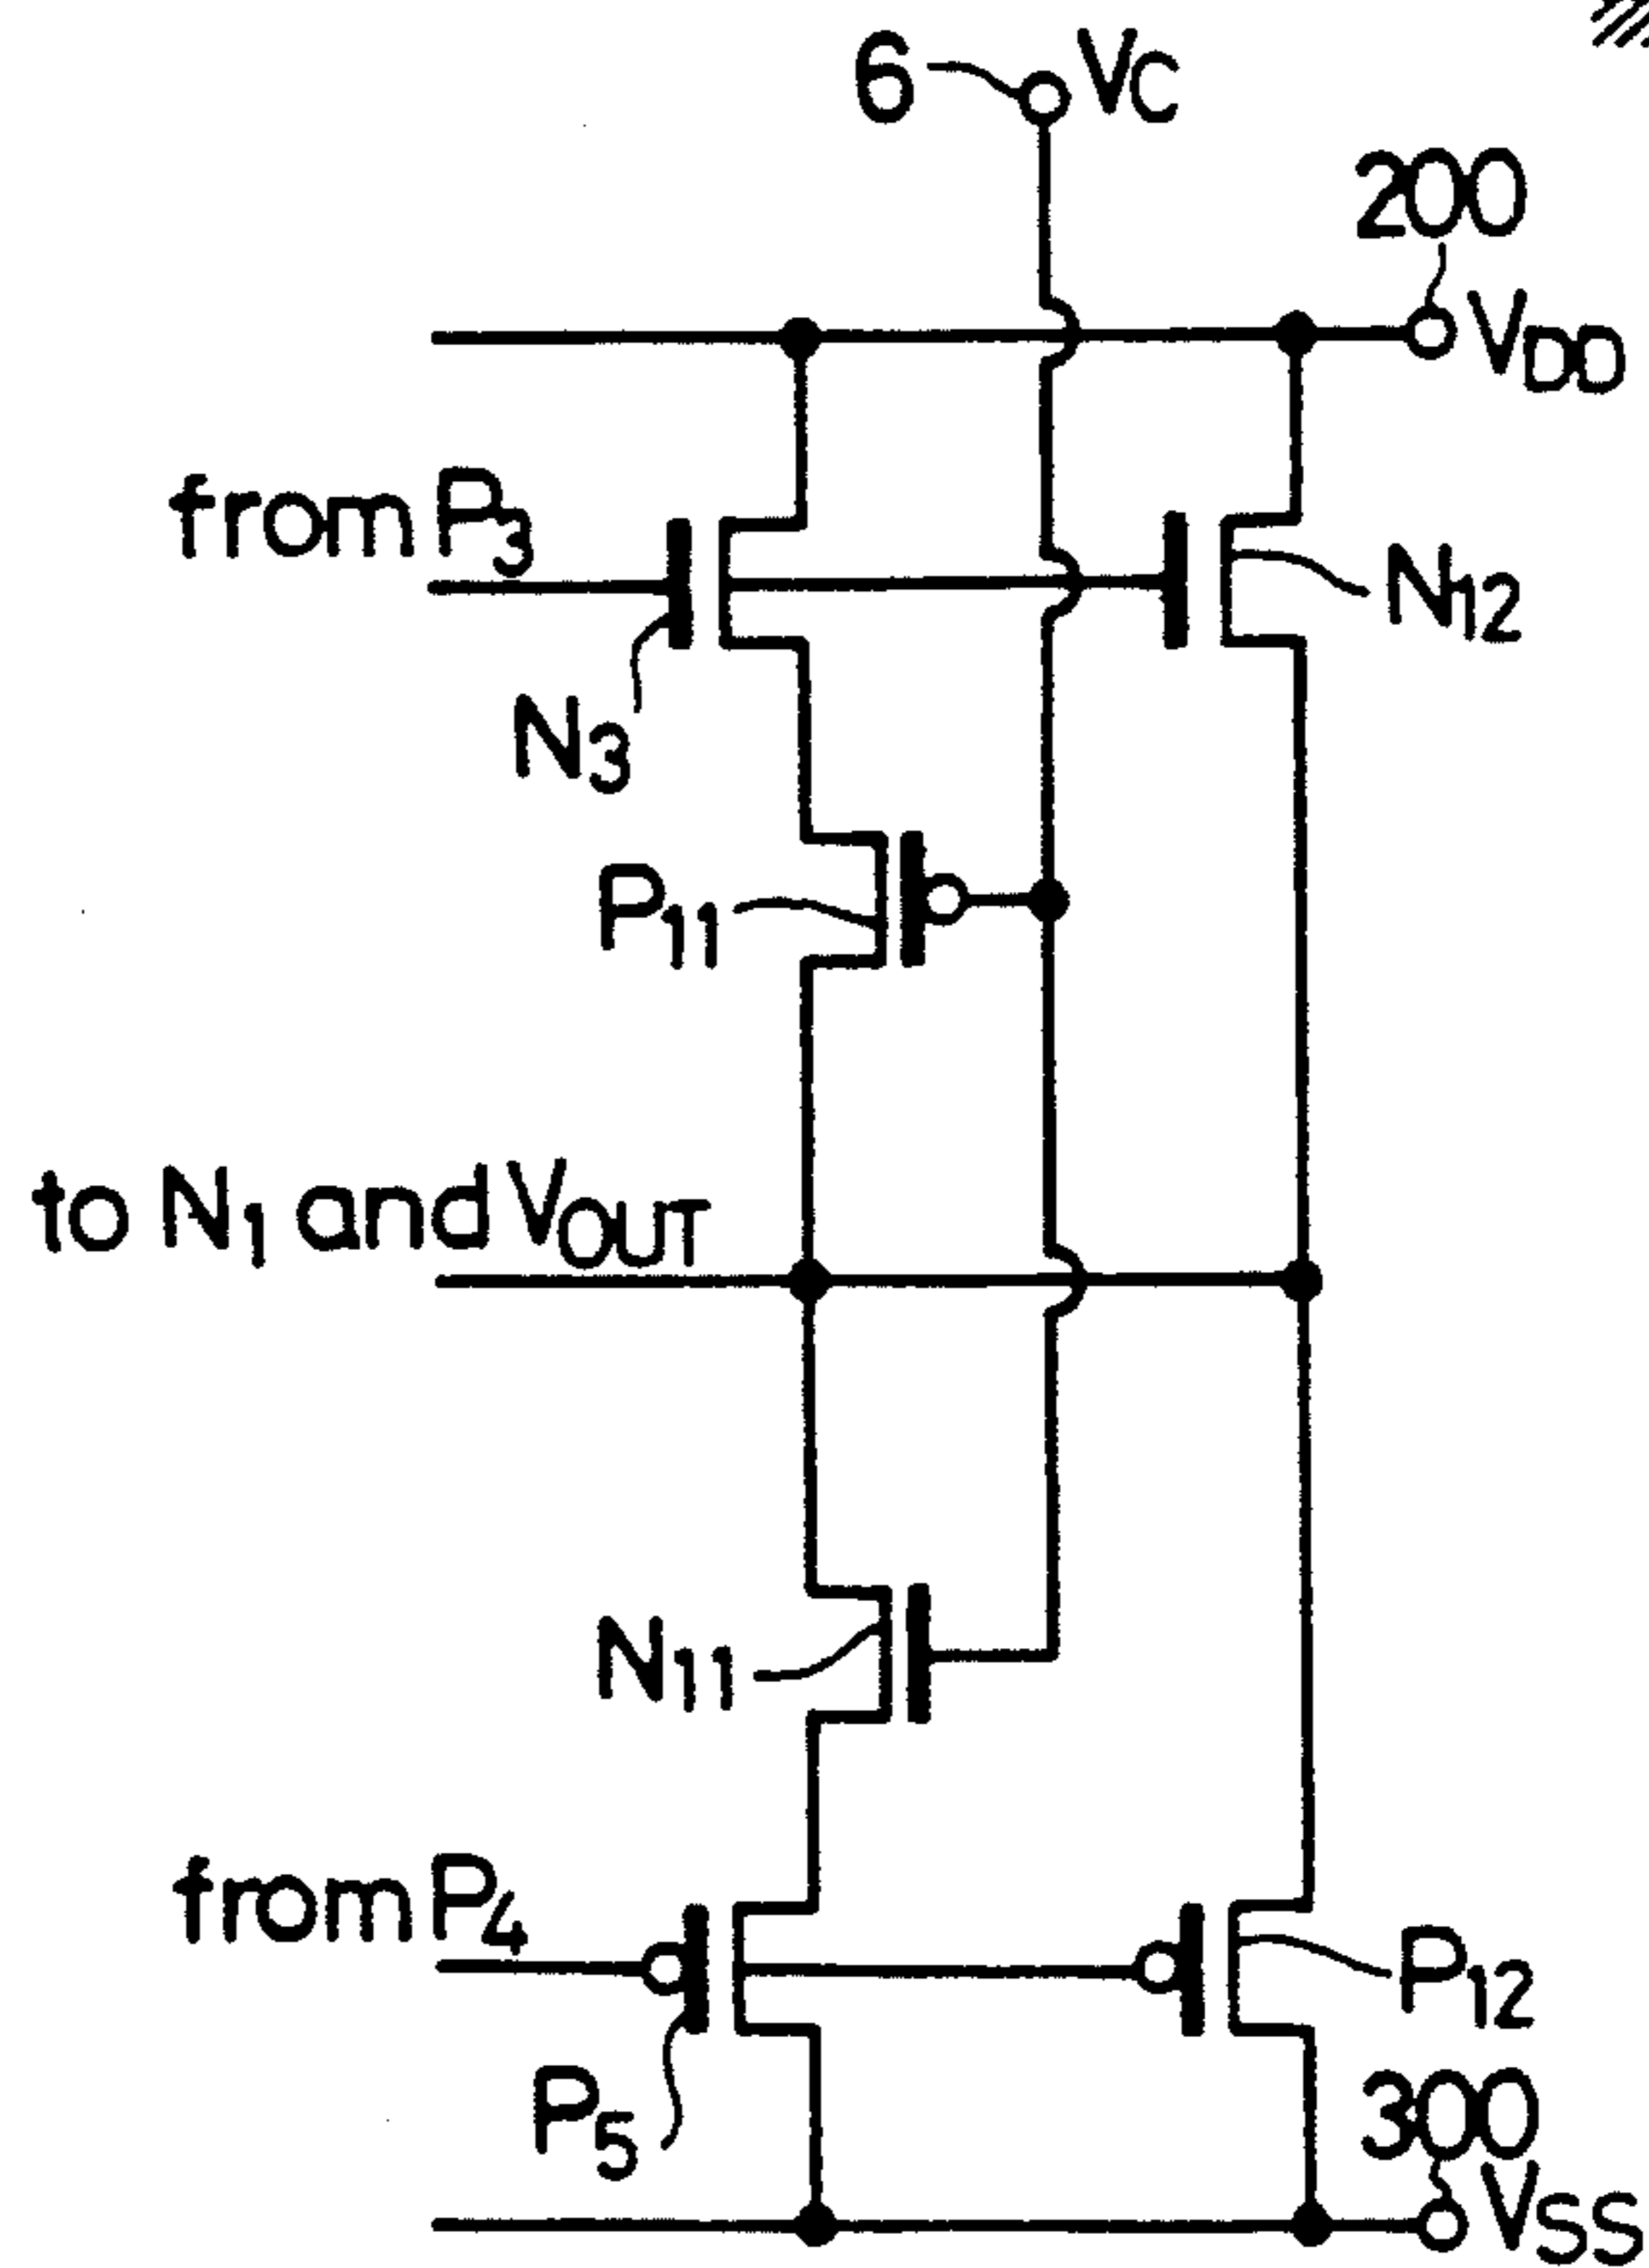 6 VC
200
VDD
from P3
N12
N3
P11
to N1 and VOUT
N11
from P4
P12
P5
300
VSS